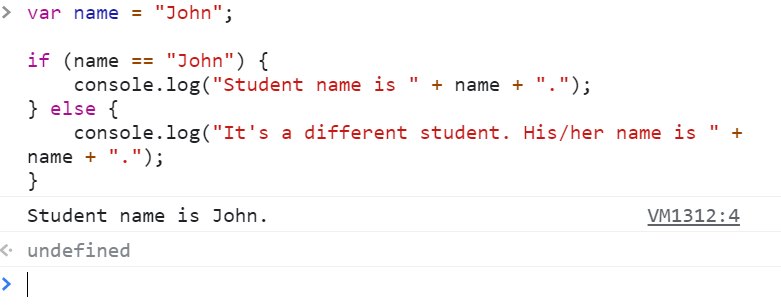 var name = "John";
if (name == "John") {
    console.log("Student name is " + name + ".");
} else {
    console.log("It's a different student. His/her name is " +
name + ".");
}
Student name is John. VM1312:4
undefined